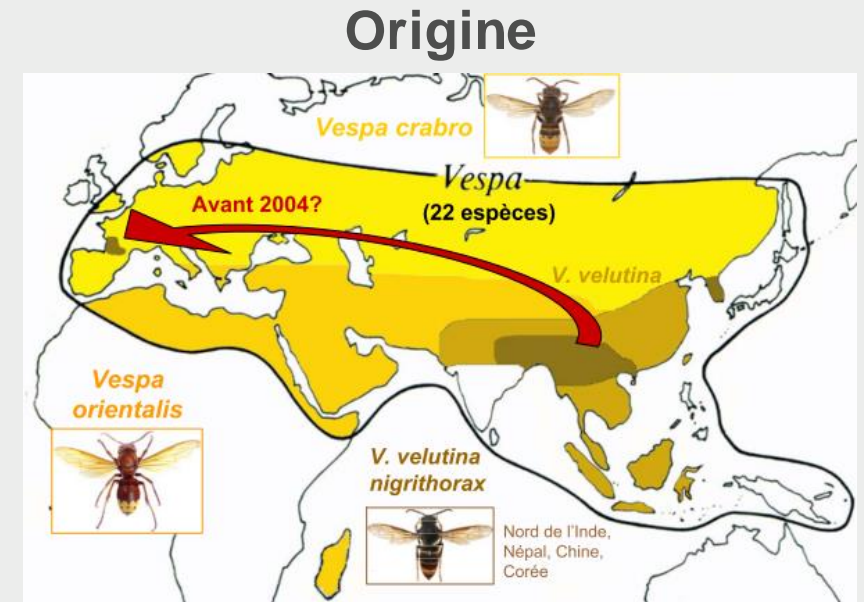 Origine
Vespa crabro
Vespa
(22 espèces)
Avant 2004?
V. velutina
Vespa
orientalis
V. velutina
nigrithorax
Nord de l'Inde,
Népal, Chine,
Corée